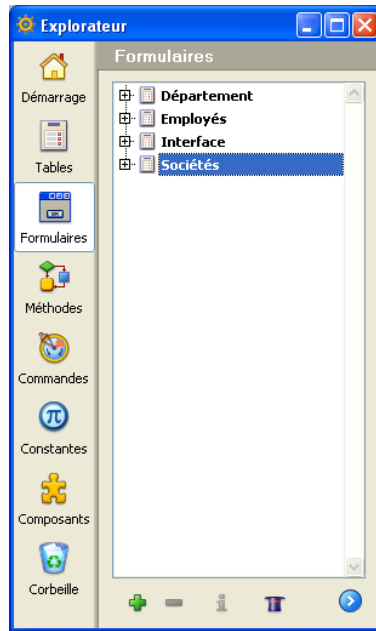 Explorateur
Formulaires
Démarrage
Tables
Formulaires
Méthodes
Commandes
Constantes
Composants
Corbeille
Département
Employés
Interface
Sociétés